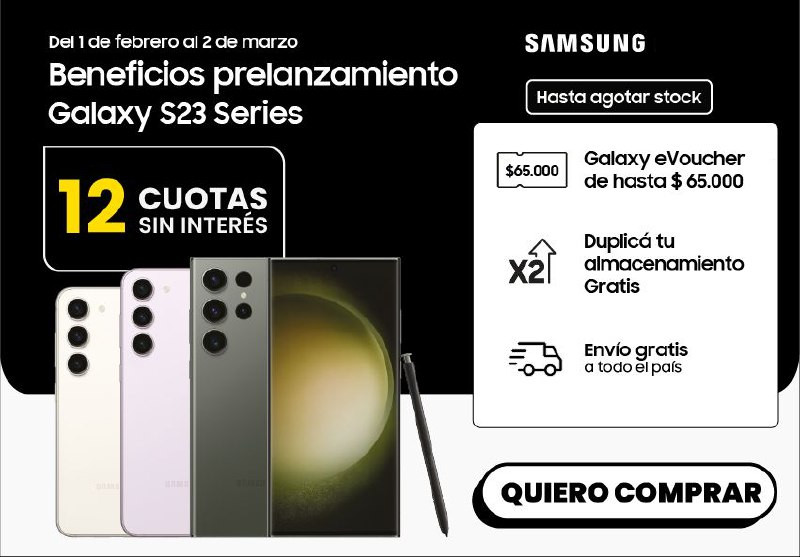 Del 1 de febrero al 2 de marzo
Beneficios prelanzamiento
Galaxy S23 Series
12 CUOTAS
SIN INTERÉS
SAMSUNG
Hasta agotar stock
$65.000
Galaxy eVoucher
de hasta $ 65.000
X2
Duplicá tu
almacenamiento
Gratis
Envío gratis
a todo el país
QUIERO COMPRAR